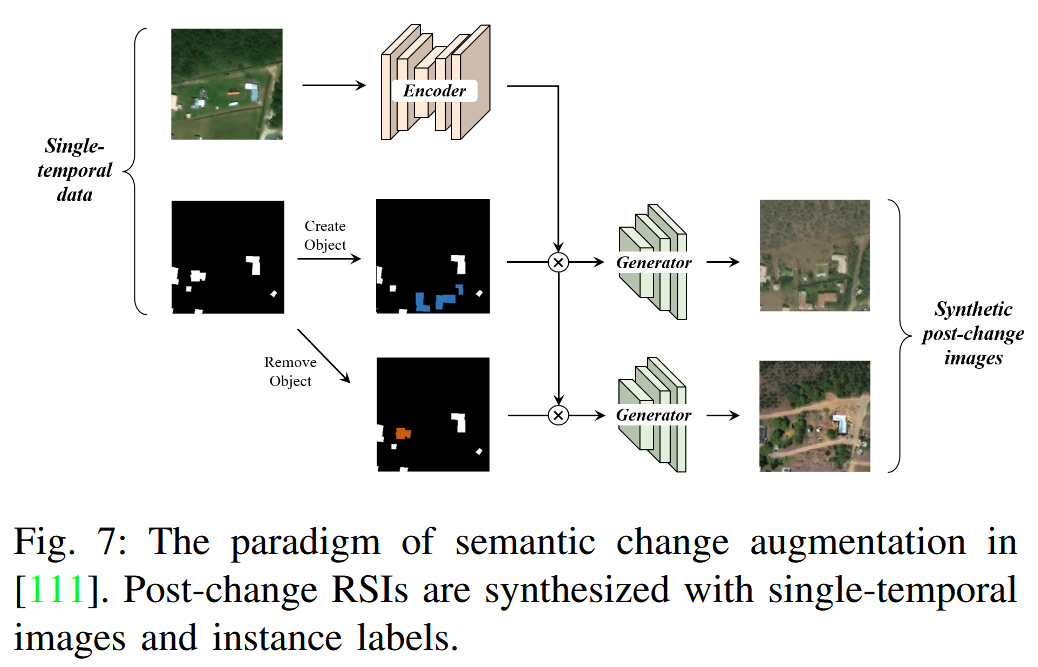 Single-
temporal
data
Encoder
Create
Object
Remove
Object
Generator
Generator
Synthetic
post-change
images
Fig. 7: The paradigm of semantic change augmentation in
[111]. Post-change RSIs are synthesized with single-temporal
images and instance labels.